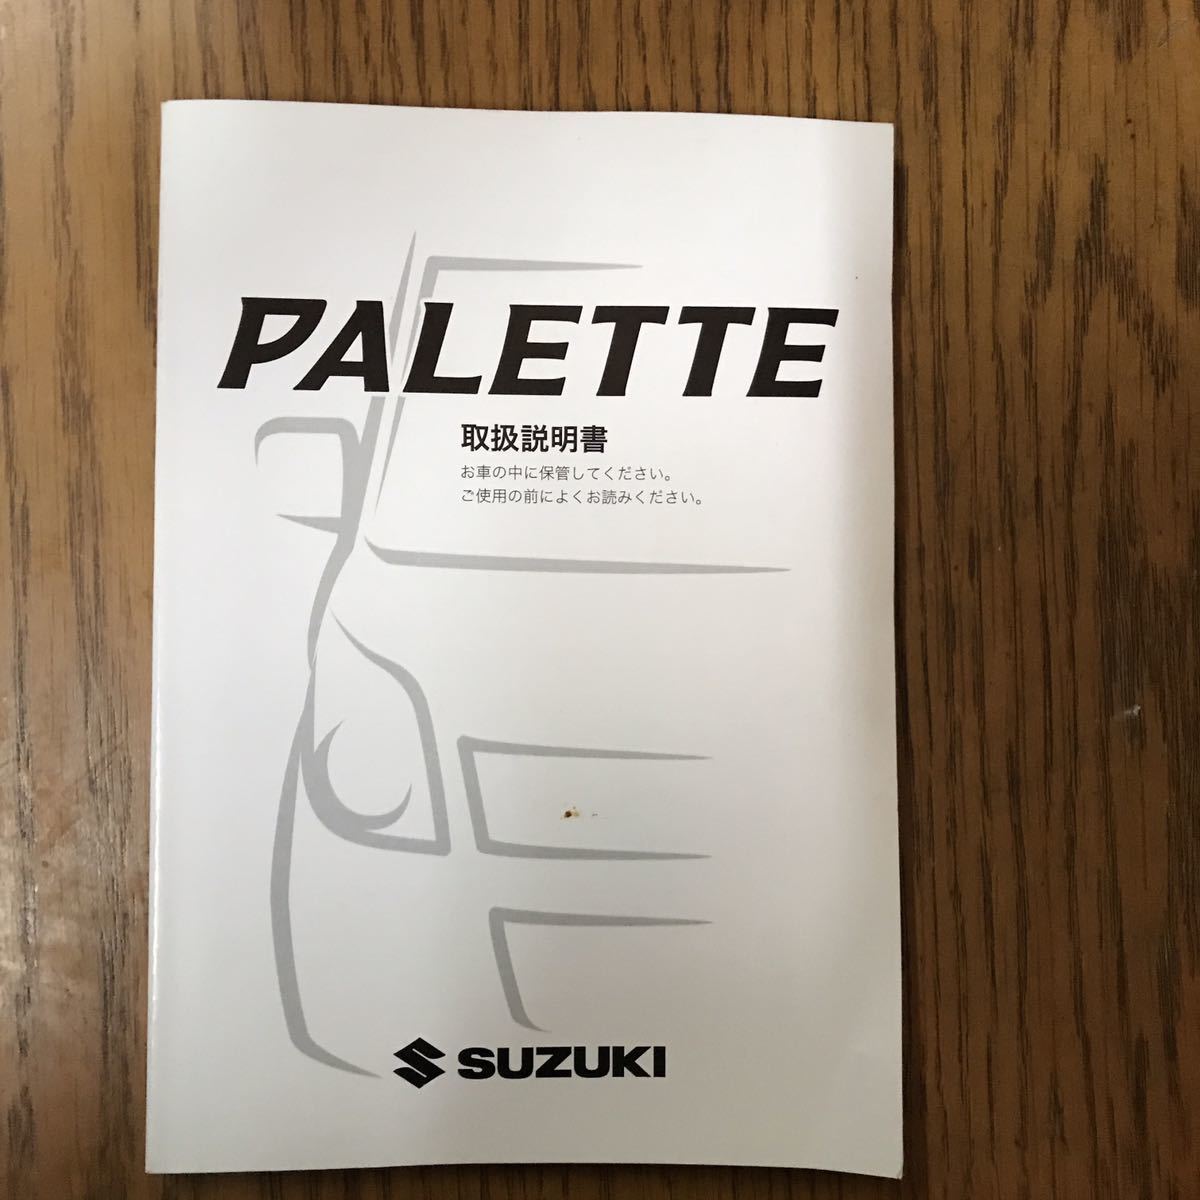 PALETTE
取扱説明書
お車の中に保管してください。
ご使用の前によくお読みください。
SUZUKI